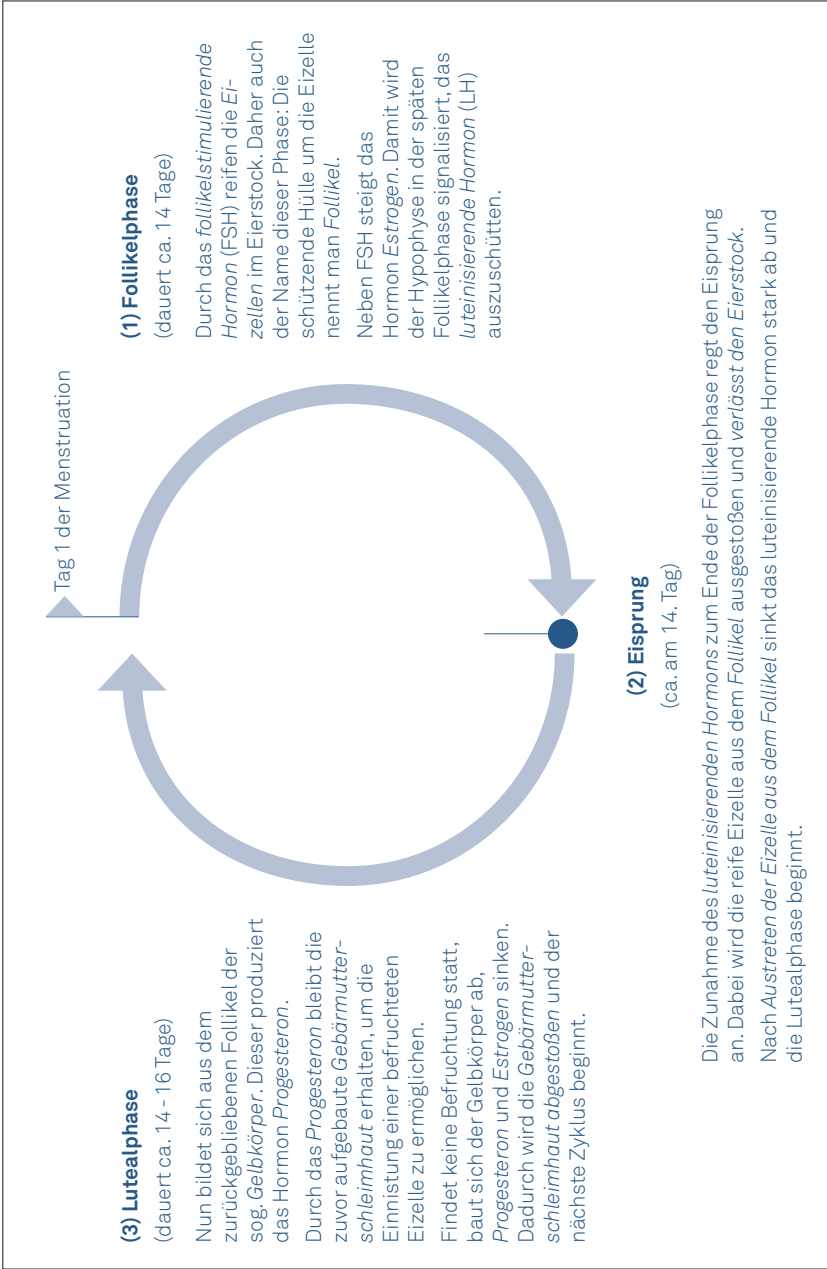 Tag 1 der Menstruation
(1) Follikelphase
(dauert ca. 14 Tage)
Durch das follikelstimulierende
Hormon (FSH) reifen die Ei-
zellen im Eierstock. Daher auch
der Name dieser Phase: Die
schützende Hülle um die Eizelle
nennt man Follikel.
Neben FSH steigt das
Hormon Estrogen. Damit wird
der Hypophyse in der späten
Follikelphase signalisiert, das
luteinisierende Hormon (LH)
auszuschütten.
(2) Eisprung
(ca. am 14. Tag)
Die Zunahme des luteinisierenden Hormons zum Ende der Follikelphase regt den Eisprung
an. Dabei wird die reife Eizelle aus dem Follikel ausgestoßen und verlässt den Eierstock.
Nach Austreten der Eizelle aus dem Follikel sinkt das luteinisierende Hormon stark ab und
die Lutealphase beginnt.
(3) Lutealphase
(dauert ca. 14 - 16 Tage)
Nun bildet sich aus dem
zurückgebliebenen Follikel der
sog. Gelbkörper. Dieser produziert
das Hormon Progesteron.
Durch das Progesteron bleibt die
zuvor aufgebaute Gebärmutter-
schleimhaut erhalten, um die
Einnistung einer befruchteten
Eizelle zu ermöglichen.
Findet keine Befruchtung statt,
baut sich der Gelbkörper ab,
Progesteron und Estrogen sinken.
Dadurch wird die Gebärmutter-
schleimhaut abgestoßen und der
nächste Zyklus beginnt.